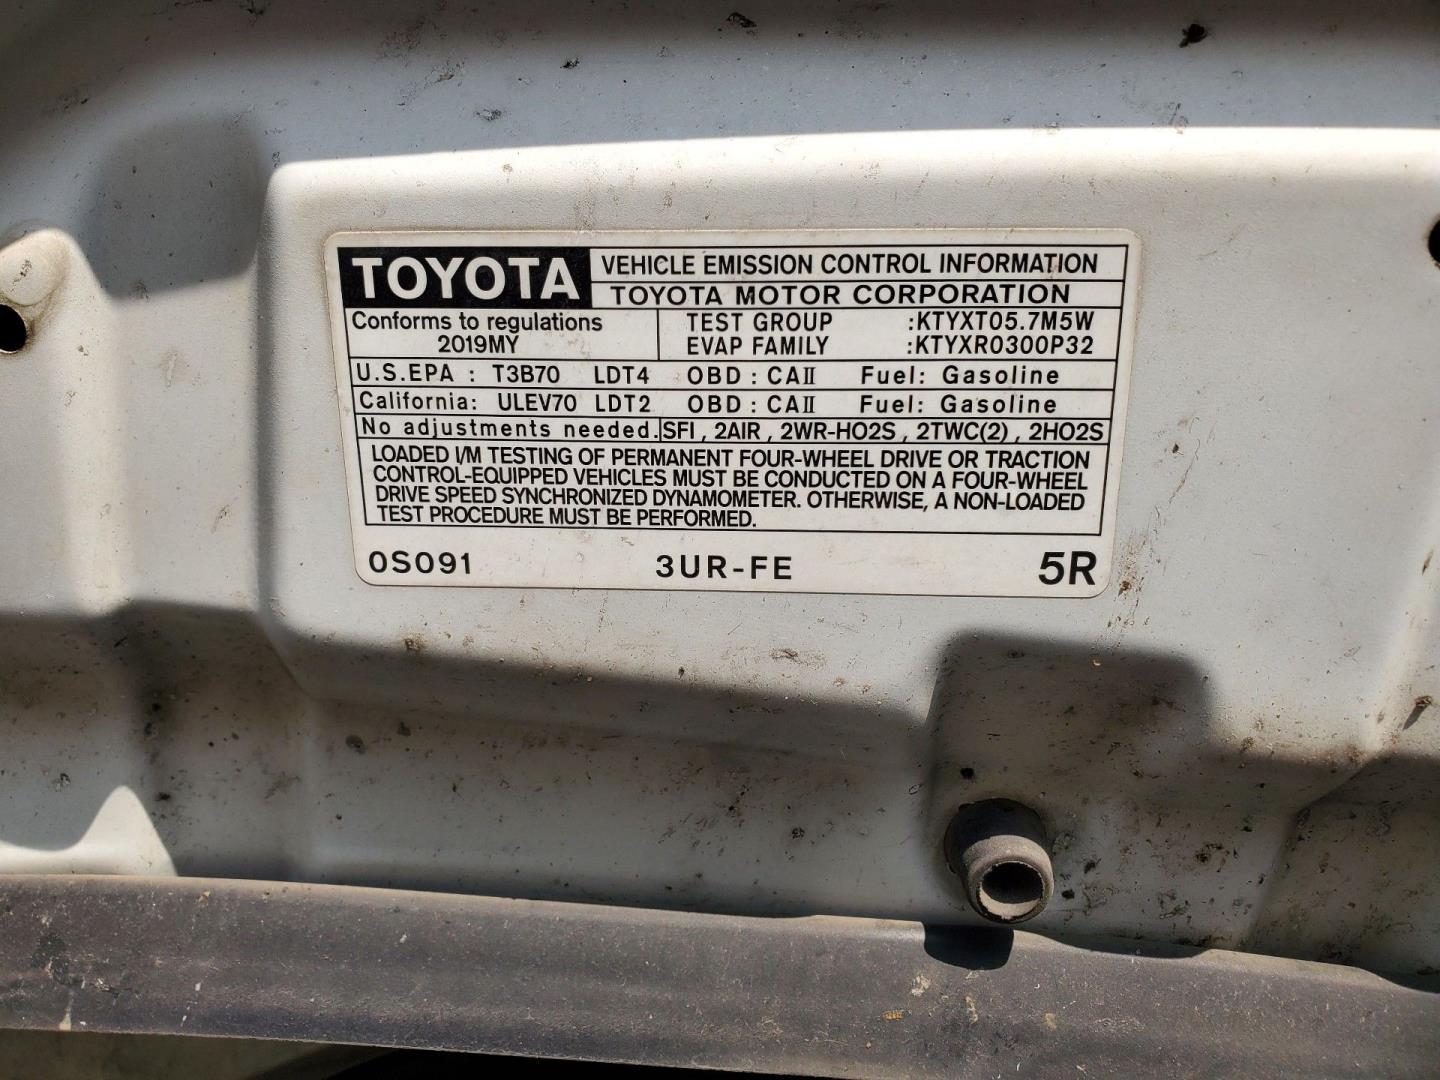 TOYOTA VEHICLE EMISSION CONTROL INFORMATION
TOYOTA MOTOR CORPORATION
Conforms to regulations TEST GROUP :KTYXT05.7M5W
2019MY EVAP FAMILY :KTYXR0300P32
U.S.EPA : T3B70 LDT4 OBD : CAⅡ Fuel: Gasoline
California: ULEV70 LDT2 OBD : CAⅡ Fuel: Gasoline
No adjustments needed. SFI , 2AIR , 2WR-HO2S , 2TWC(2) , 2HO2S
LOADED I/M TESTING OF PERMANENT FOUR-WHEEL DRIVE OR TRACTION
CONTROL-EQUIPPED VEHICLES MUST BE CONDUCTED ON A FOUR-WHEEL
DRIVE SPEED SYNCHRONIZED DYNAMOMETER. OTHERWISE, A NON-LOADED
TEST PROCEDURE MUST BE PERFORMED.
0S091 3UR-FE 5R